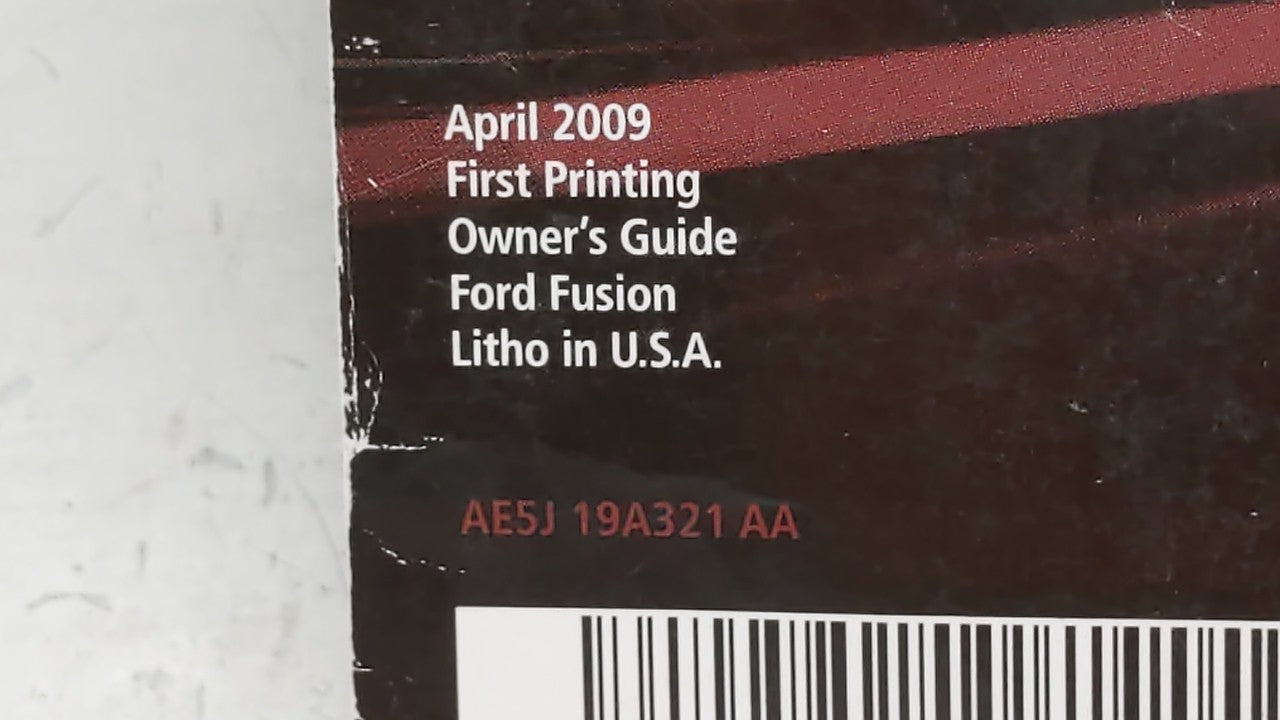 April 2009
First Printing
Owner's Guide
Ford Fusion
Litho in U.S.A.
AE5J 19A321 AA